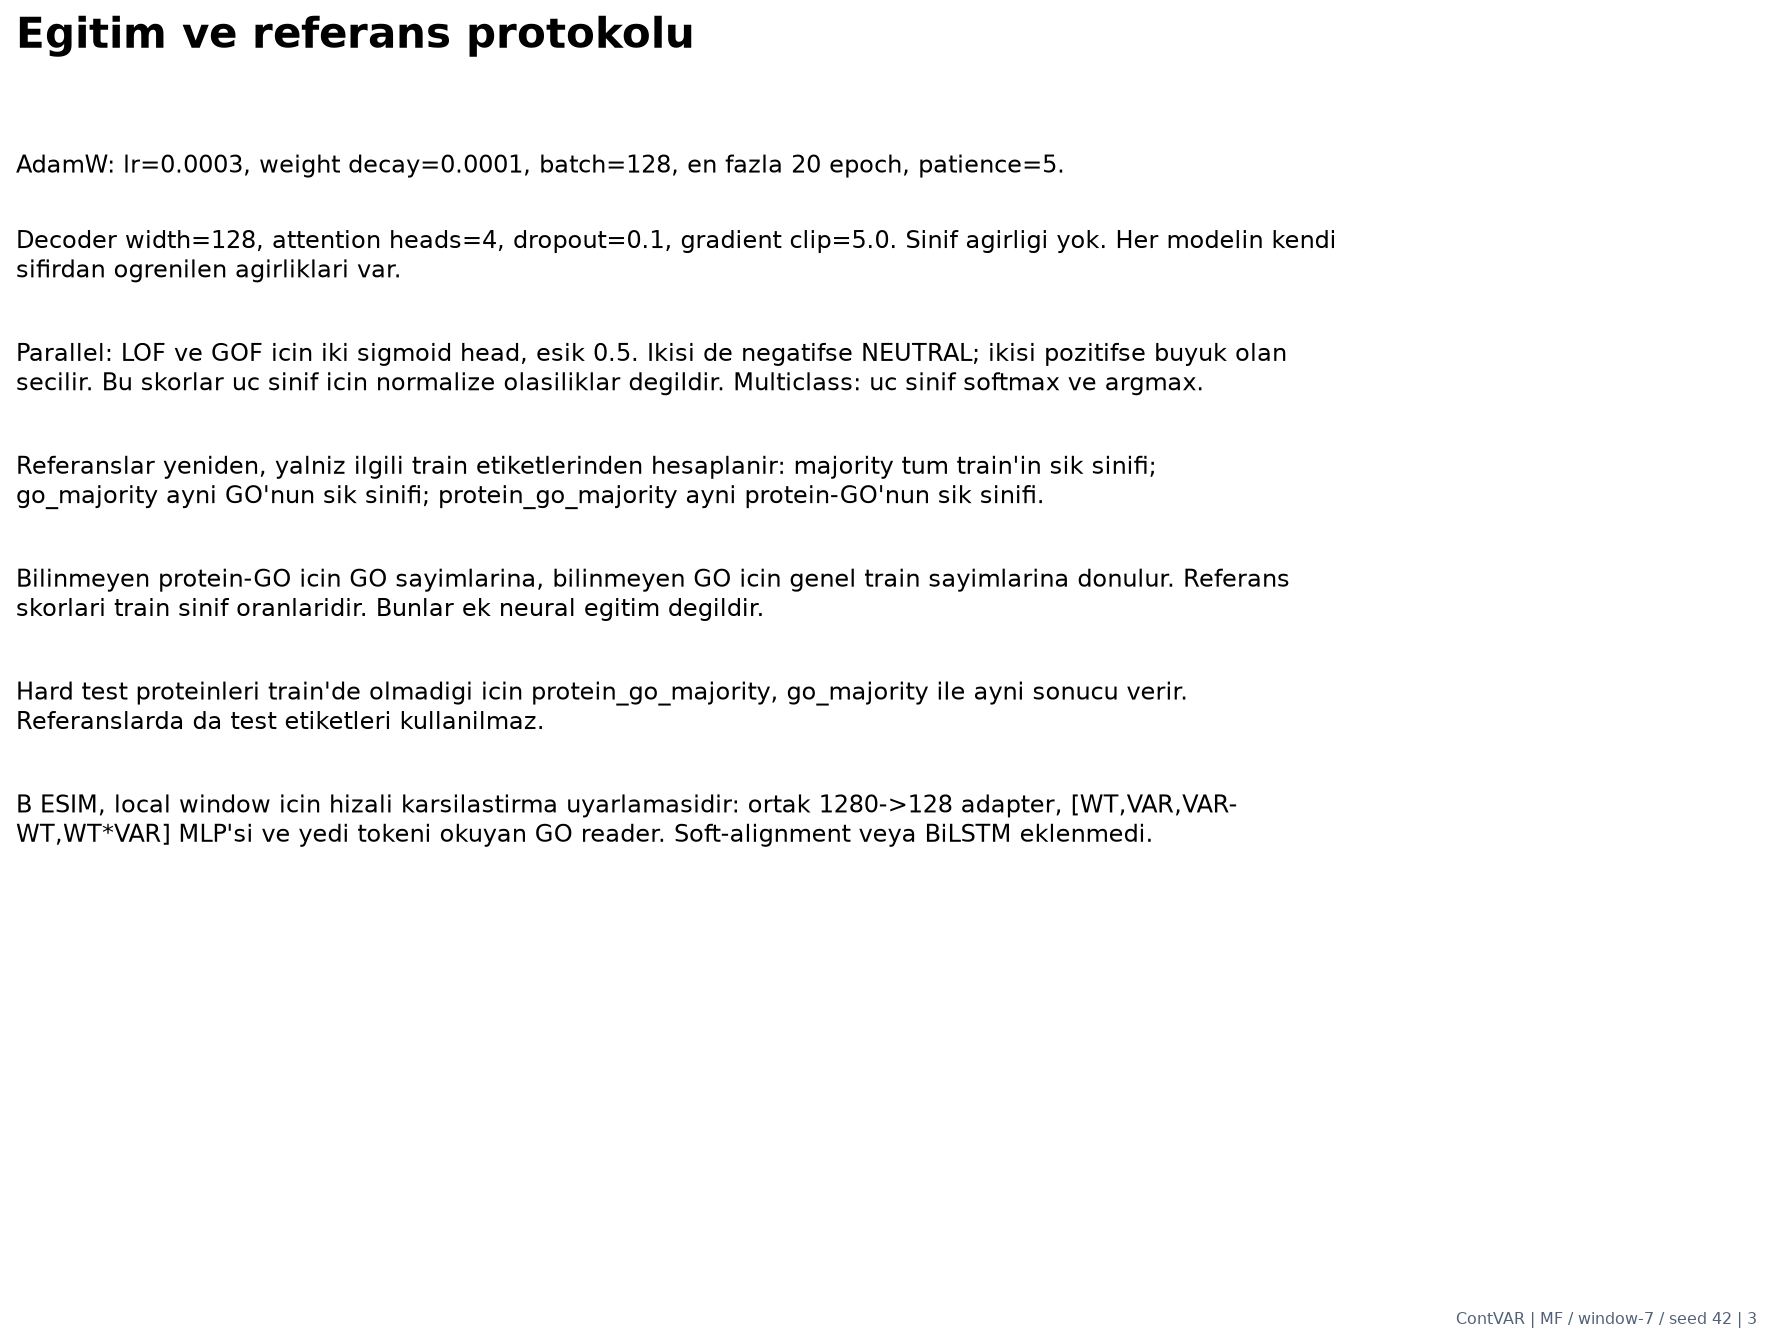 Egitim ve referans protokolu
AdamW: lr=0.0003, weight decay=0.0001, batch=128, en fazla 20 epoch, patience=5.
Decoder width=128, attention heads=4, dropout=0.1, gradient clip=5.0. Sinif agirligi yok. Her modelin kendi
sifirdan ogrenilen agirliklari var.
Parallel: LOF ve GOF icin iki sigmoid head, esik 0.5. Ikisi de negatifse NEUTRAL; ikisi pozitifse buyuk olan
secilir. Bu skorlar uc sinif icin normalize olasiliklar degildir. Multiclass: uc sinif softmax ve argmax.
Referanslar yeniden, yalniz ilgili train etiketlerinden hesaplanir: majority tum train'in sik sinifi;
go_majority ayni GO'nun sik sinifi; protein_go_majority ayni protein-GO'nun sik sinifi.
Bilinmeyen protein-GO icin GO sayimlarina, bilinmeyen GO icin genel train sayimlarina donulur. Referans
skorlari train sinif oranlaridir. Bunlar ek neural egitim degildir.
Hard test proteinleri train'de olmadigi icin protein_go_majority, go_majority ile ayni sonucu verir.
Referanslarda da test etiketleri kullanilmaz.
B ESIM, local window icin hizali karsilastirma uyarlamasidir: ortak 1280->128 adapter, [WT,VAR,VAR-
WT,WT*VAR] MLP'si ve yedi tokeni okuyan GO reader. Soft-alignment veya BiLSTM eklenmedi.
ContVAR | MF / window-7 / seed 42 | 3